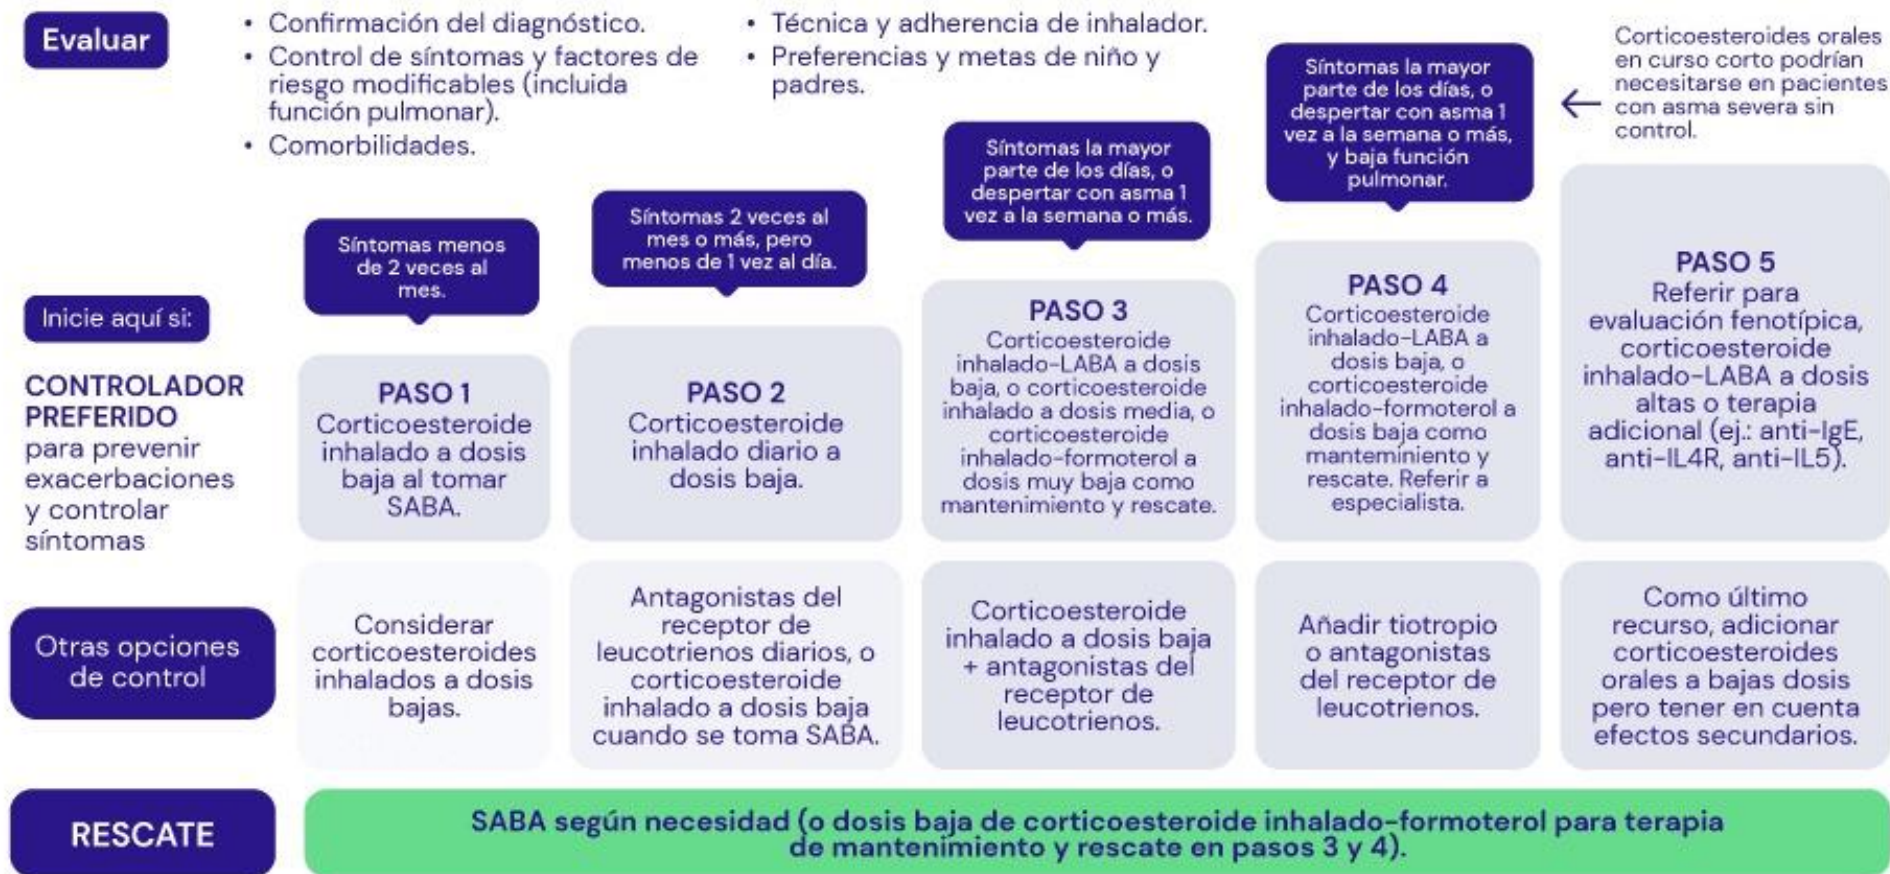 Evaluar
• Confirmación del diagnóstico.
• Control de síntomas y factores de
riesgo modificables (incluida
función pulmonar).
• Comorbilidades.
• Técnica y adherencia de inhalador.
• Preferencias y metas de niño y
padres.
Corticoesteroides orales
en curso corto podrían
necesitarse en pacientes
con asma severa sin
control.
Inicie aquí si:
Síntomas menos
de 2 veces al
mes.
Síntomas 2 veces al
mes o más, pero
menos de 1 vez al día.
Síntomas la mayor
parte de los días, o
despertar con asma 1
vez a la semana o más.
Síntomas la mayor
parte de los días, o
despertar con asma 1
vez a la semana o más,
y baja función
pulmonar.
CONTROLADOR
PREFERIDO
para prevenir
exacerbaciones
y controlar
síntomas
PASO 1
Corticoesteroide
inhalado a dosis
baja al tomar
SABA.
PASO 2
Corticoesteroide
inhalado diario a
dosis baja.
PASO 3
Corticoesteroide
inhalado-LABA a dosis
baja, o corticoesteroide
inhalado a dosis media, o
corticoesteroide
inhalado-formoterol a
dosis muy baja como
mantenimiento y rescate.
PASO 4
Corticoesteroide
inhalado-LABA a
dosis baja, o
corticoesteroide
inhalado-formoterol a
dosis baja como
manteminiento y
rescate. Referir a
especialista.
PASO 5
Referir para
evaluación fenotípica,
corticoesteroide
inhalado-LABA a dosis
altas o terapia
adicional (ej.: anti-IgE,
anti-IL4R, anti-IL5).
Otras opciones
de control
Considerar
corticoesteroides
inhalados a dosis
bajas.
Antagonistas del
receptor de
leucotrienos diarios, o
corticoesteroide
inhalado a dosis baja
cuando se toma SABA.
Corticoesteroide
inhalado a dosis baja
+ antagonistas del
receptor de
leucotrienos.
Añadir tiotropio
o antagonistas
del receptor de
leucotrienos.
Como último
recurso, adicionar
corticoesteroides
orales a bajas dosis
pero tener en cuenta
efectos secundarios.
RESCATE
SABA según necesidad (o dosis baja de corticoesteroide inhalado-formoterol para terapia
de mantenimiento y rescate en pasos 3 y 4).